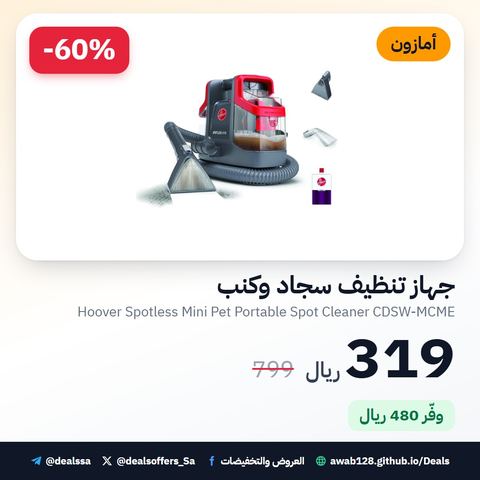 -60%
أمازون
جهاز تنظيف سجاد وكنب
Hoover Spotless Mini Pet Portable Spot Cleaner CDSW-MCME
319 ريال 799
وفّر 480 ريال
@dealssa @dealsoffers_Sa العروض والتخفيضات awab128.github.io/Deals